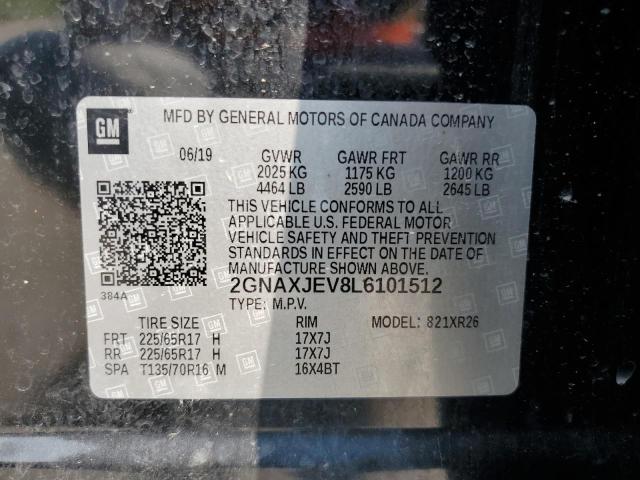 GM
MFD BY GENERAL MOTORS OF CANADA COMPANY
06/19 GVWR GAWR FRT GAWR RR
2025 KG 1175 KG 1200 KG
4464 LB 2590 LB 2645 LB
THIS VEHICLE CONFORMS TO ALL
APPLICABLE U.S. FEDERAL MOTOR
VEHICLE SAFETY AND THEFT PREVENTION
STANDARDS IN EFFECT ON THE DATE OF
MANUFACTURE SHOWN ABOVE.
384A 2GNAXJEV8L6101512
TYPE: M.P.V.
TIRE SIZE RIM MODEL: 821XR26
FRT 225/65R17 H 17X7J
RR 225/65R17 H 17X7J
SPA T135/70R16 M 16X4BT